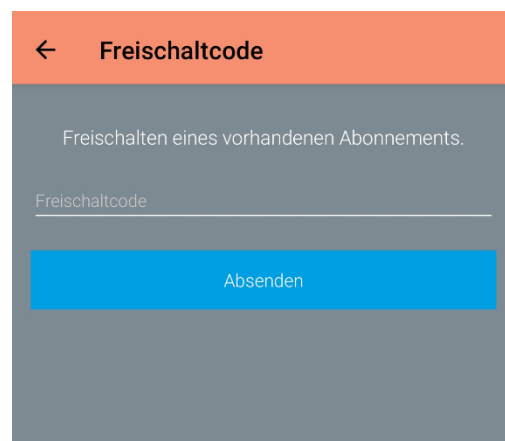 Freischaltcode
Freischalten eines vorhandenen Abonnements.
Freischaltcode
Absenden